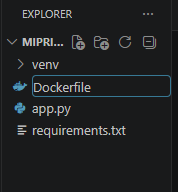 EXPLORER ...
MIPRI...
venv
Dockerfile
app.py
requirements.txt